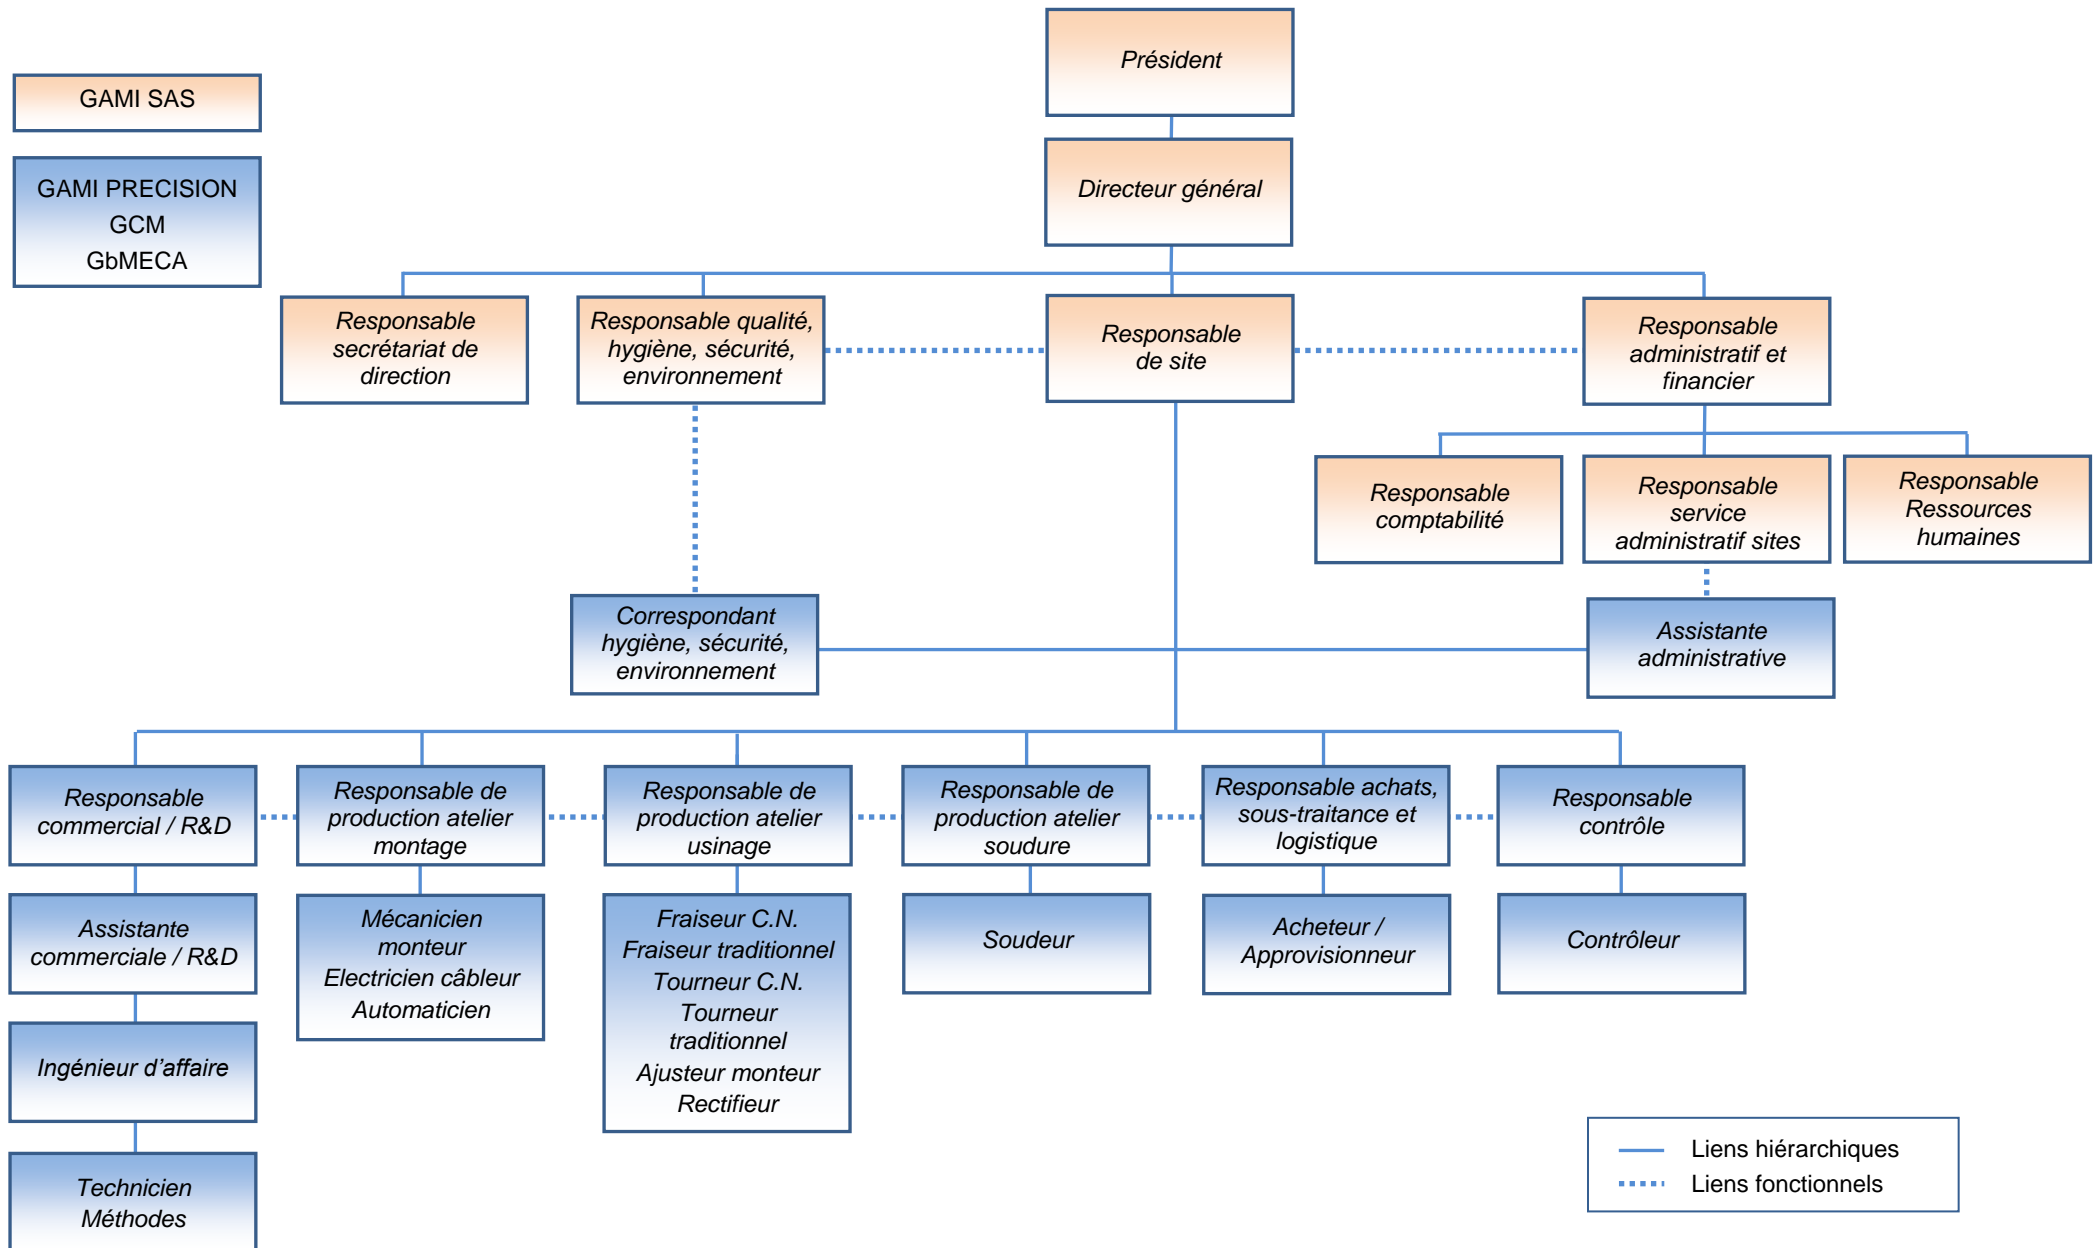 Président
GAMI SAS
GAMI PRECISION
GCM
GbMECA
Directeur général
Responsable
secrétariat de
direction
Responsable qualité,
hygiène, sécurité,
environnement
Responsable
de site
Responsable
administratif et
financier
Responsable
comptabilité
Responsable
service
administratif sites
Responsable
Ressources
humaines
Correspondant
hygiène, sécurité,
environnement
Assistante
administrative
Responsable
commercial / R&D
Responsable de
production atelier
montage
Responsable de
production atelier
usinage
Responsable de
production atelier
soudure
Responsable achats,
sous-traitance et
logistique
Responsable
contrôle
Assistante
commerciale / R&D
Mécanicien
monteur
Electricien câbleur
Automaticien
Fraiseur C.N.
Fraiseur traditionnel
Tourneur C.N.
Tourneur
traditionnel
Ajusteur monteur
Rectifieur
Soudeur
Acheteur /
Approvisionneur
Contrôleur
Ingénieur d’affaire
Technicien
Méthodes
Liens hiérarchiques
Liens fonctionnels